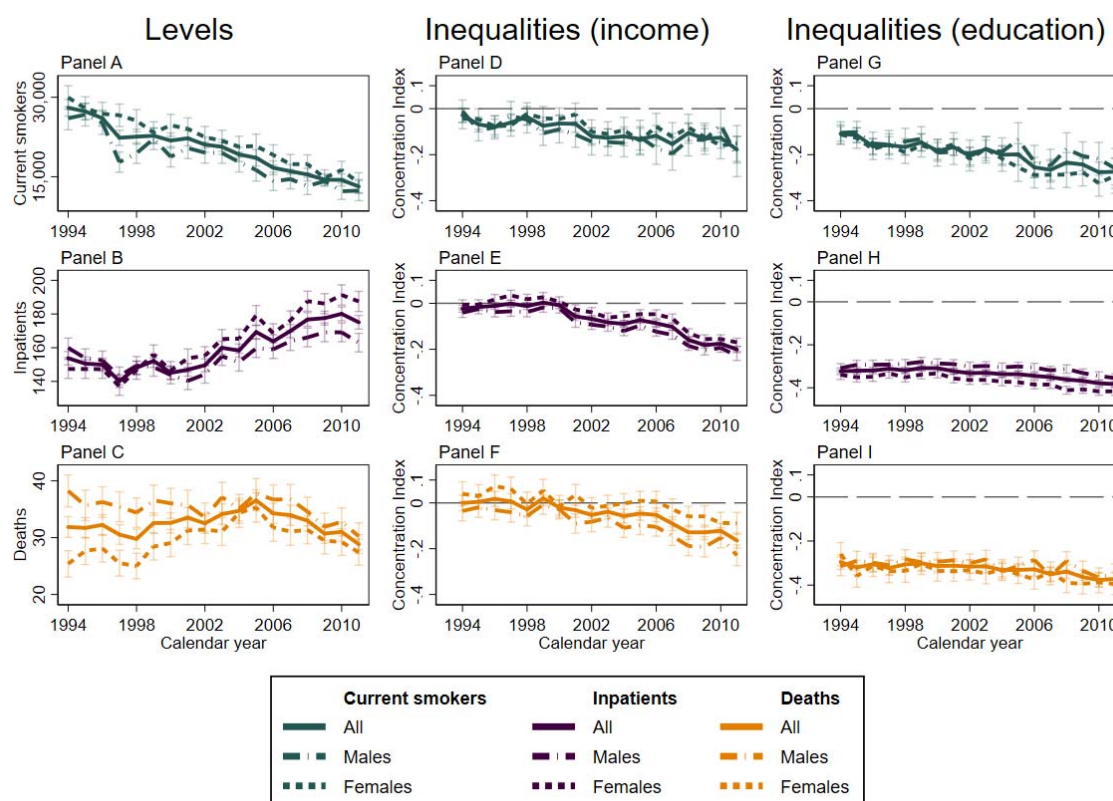 Levels Inequalities (income) Inequalities (education)
Panel A Panel D Panel G
Current smokers
30,000
15,000
1994 1998 2002 2006 2010
Concentration Index
.1
0
-.2
-.4
1994 1998 2002 2006 2010
Concentration Index
.1
0
-.2
-.4
1994 1998 2002 2006 2010
Panel B Panel E Panel H
Inpatients
200
180
160
140
1994 1998 2002 2006 2010
Concentration Index
.1
0
-.2
-.4
1994 1998 2002 2006 2010
Concentration Index
.1
0
-.2
-.4
1994 1998 2002 2006 2010
Panel C Panel F Panel I
Deaths
40
30
20
1994 1998 2002 2006 2010
Calendar year
Concentration Index
.1
0
-.2
-.4
1994 1998 2002 2006 2010
Calendar year
Concentration Index
.1
0
-.2
-.4
1994 1998 2002 2006 2010
Calendar year
Current smokers Inpatients Deaths
All All All
Males Males Males
Females Females Females